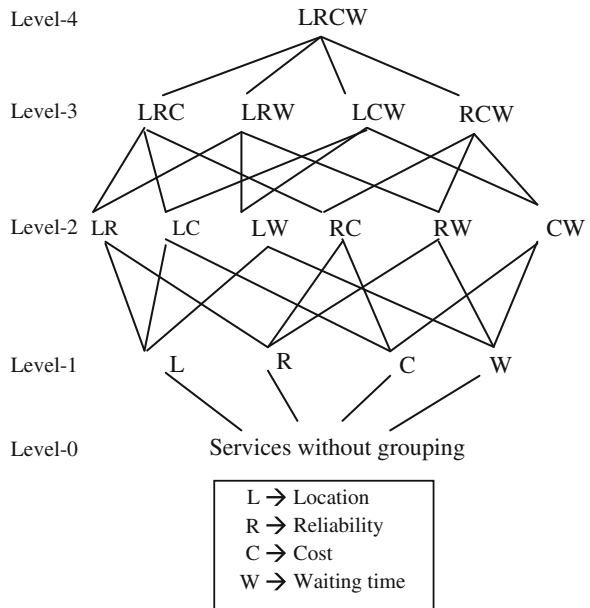 Level-4 LRCW
Level-3 LRC LRW LCW RCW
Level-2 LR LC LW RC RW CW
Level-1 L R C W
Level-0 Services without grouping
L → Location
R → Reliability
C → Cost
W → Waiting time